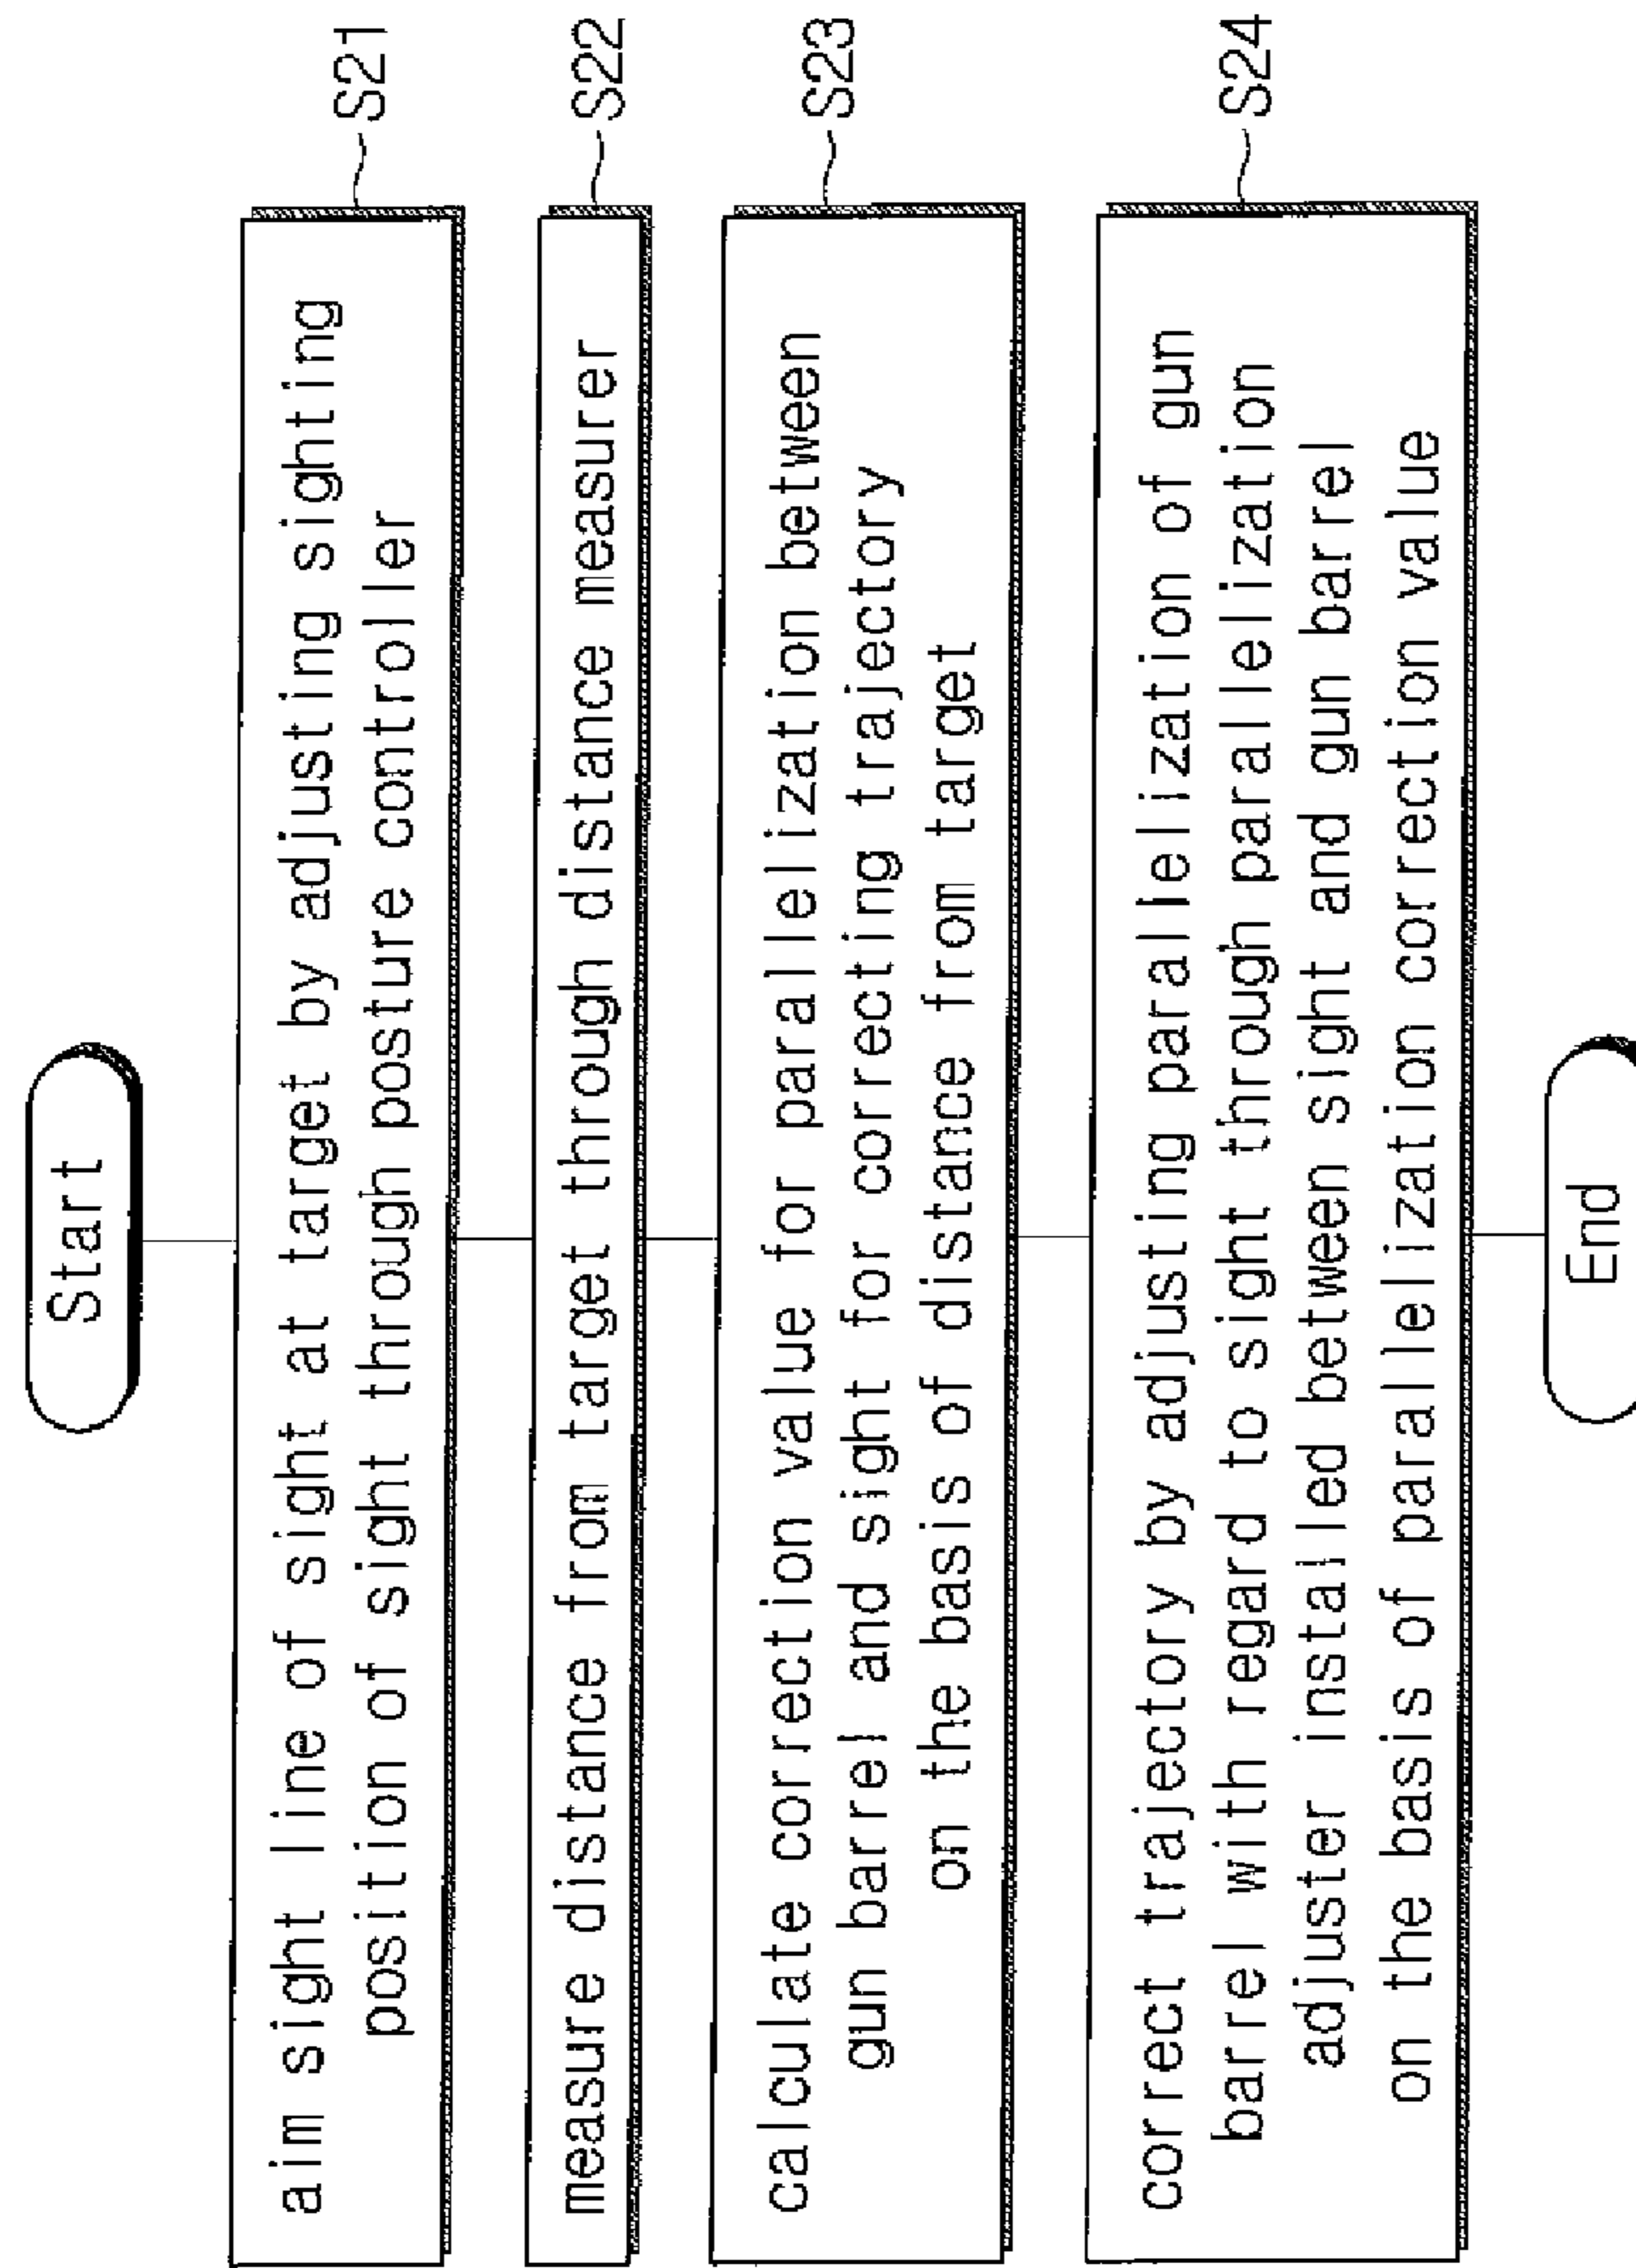 Start
aim sight line of sight at target by adjusting sighting
position of sight through posture controller
S21
measure distance from target through distance measurer
S22
calculate correction value for parallelization between
gun barrel and sight for correcting trajectory
on the basis of distance from target
S23
correct trajectory by adjusting parallelization of gun
barrel with regard to sight through parallelization
adjuster installed between sight and gun barrel
on the basis of parallelization correction value
S24
End